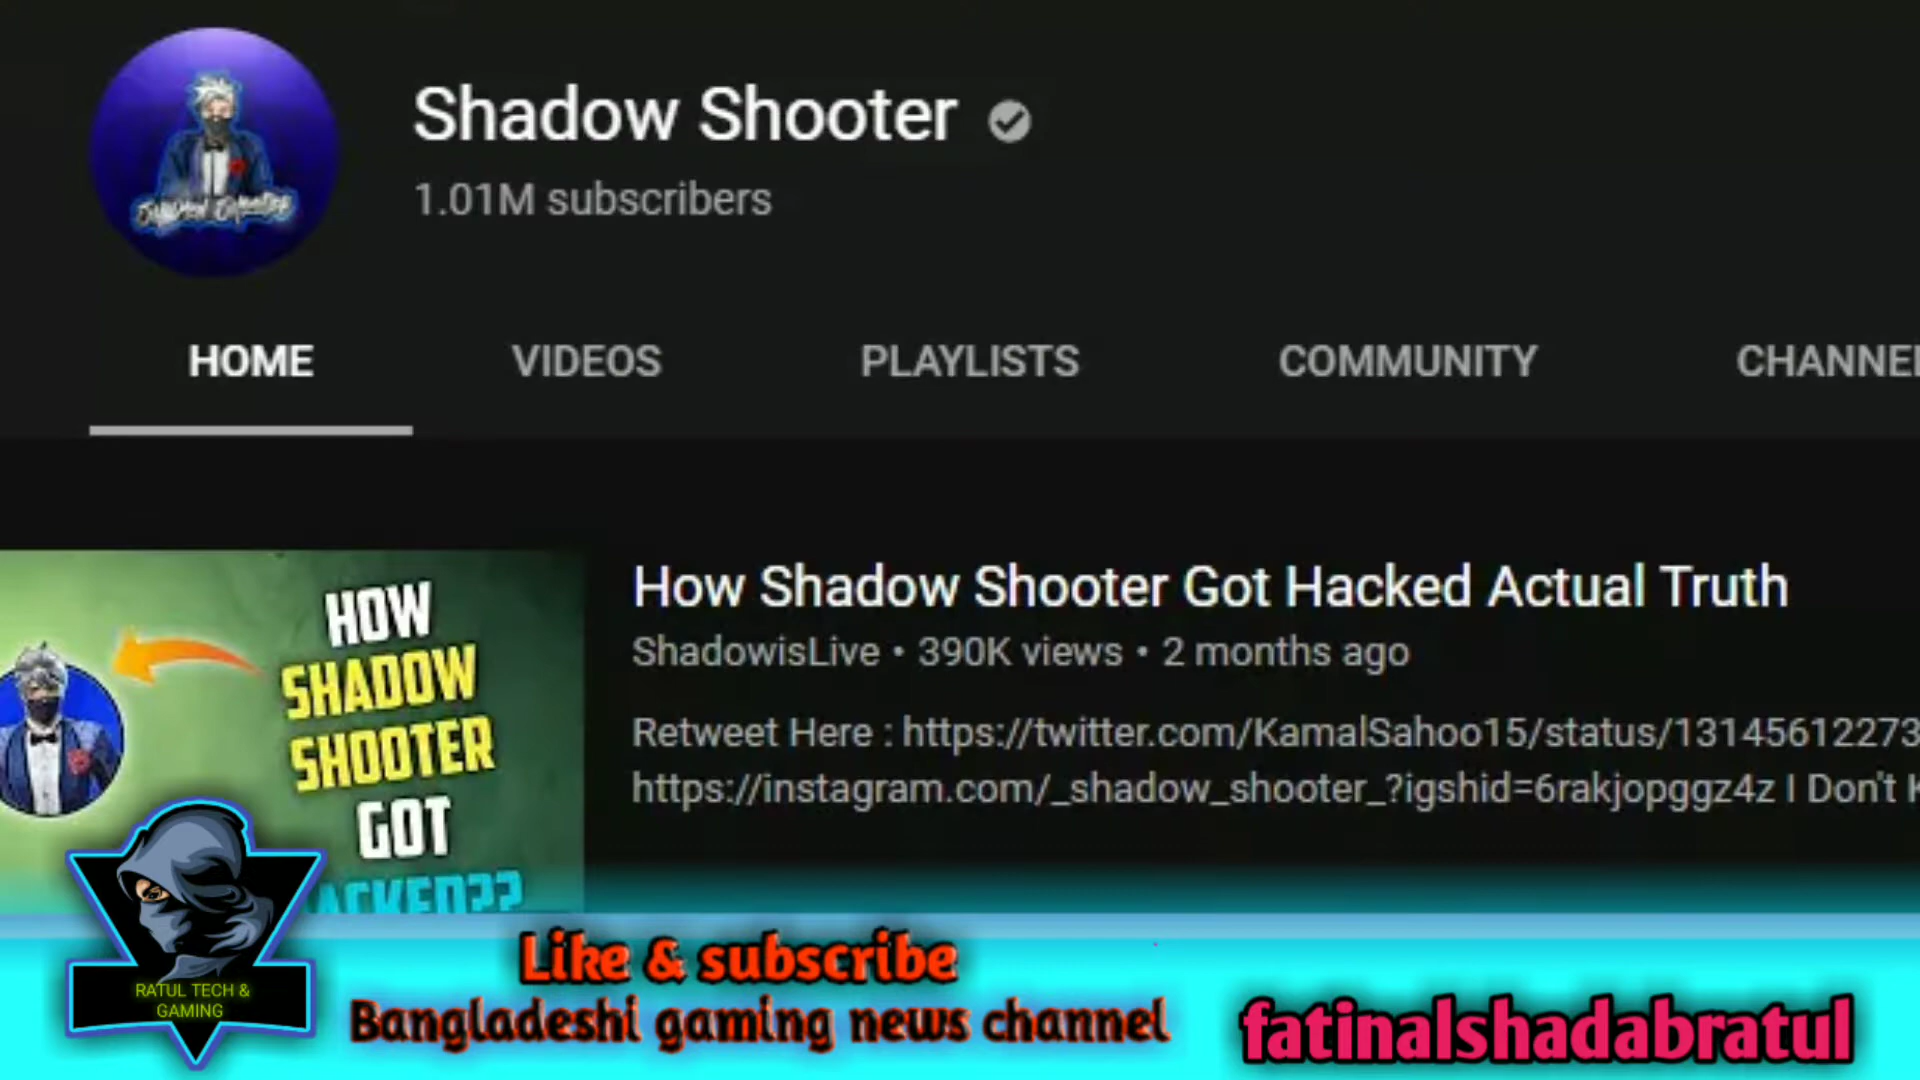 Shadow Shooter
1.01M subscribers
HOME VIDEOS PLAYLISTS COMMUNITY CHANNEL
HOW
SHADOW
SHOOTER
GOT
How Shadow Shooter Got Hacked Actual Truth
ShadowisLive • 390K views • 2 months ago
Retweet Here : https://twitter.com/KamalSahoo15/status/13145612273
https://instagram.com/_shadow_shooter_?igshid=6rakjopggz4z I Don't
RATUL TECH &
GAMING
Like & subscribe
Bangladeshi gaming news channel
fatinalshadabratul